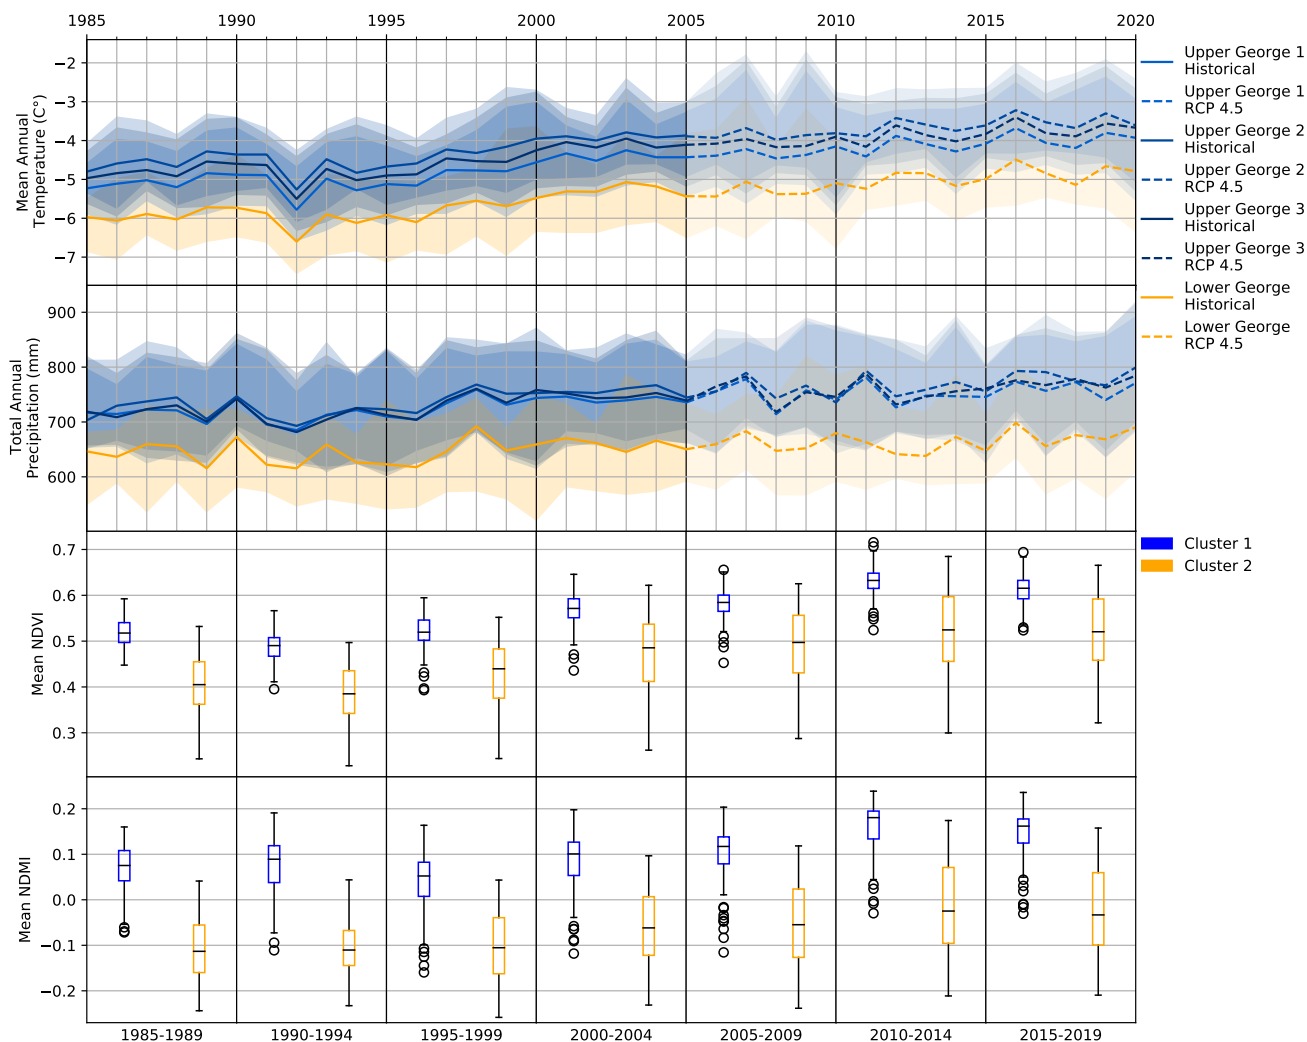 1985 1990 1995 2000 2005 2010 2015 2020
Mean Annual
Temperature (C°)
−2
−3
−4
−5
−6
−7
Upper George 1
Historical
Upper George 1
RCP 4.5
Upper George 2
Historical
Upper George 2
RCP 4.5
Upper George 3
Historical
Upper George 3
RCP 4.5
Lower George
Historical
Lower George
RCP 4.5
Total Annual
Precipitation (mm)
900
800
700
600
Mean NDVI
0.7
0.6
0.5
0.4
0.3
Cluster 1
Cluster 2
Mean NDMI
0.2
0.1
0.0
−0.1
−0.2
1985-1989 1990-1994 1995-1999 2000-2004 2005-2009 2010-2014 2015-2019